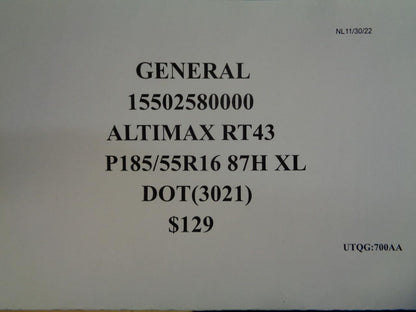 NL11/30/22
GENERAL
15502580000
ALTIMAX RT43
P185/55R16 87H XL
DOT(3021)
$129
UTQG:700AA